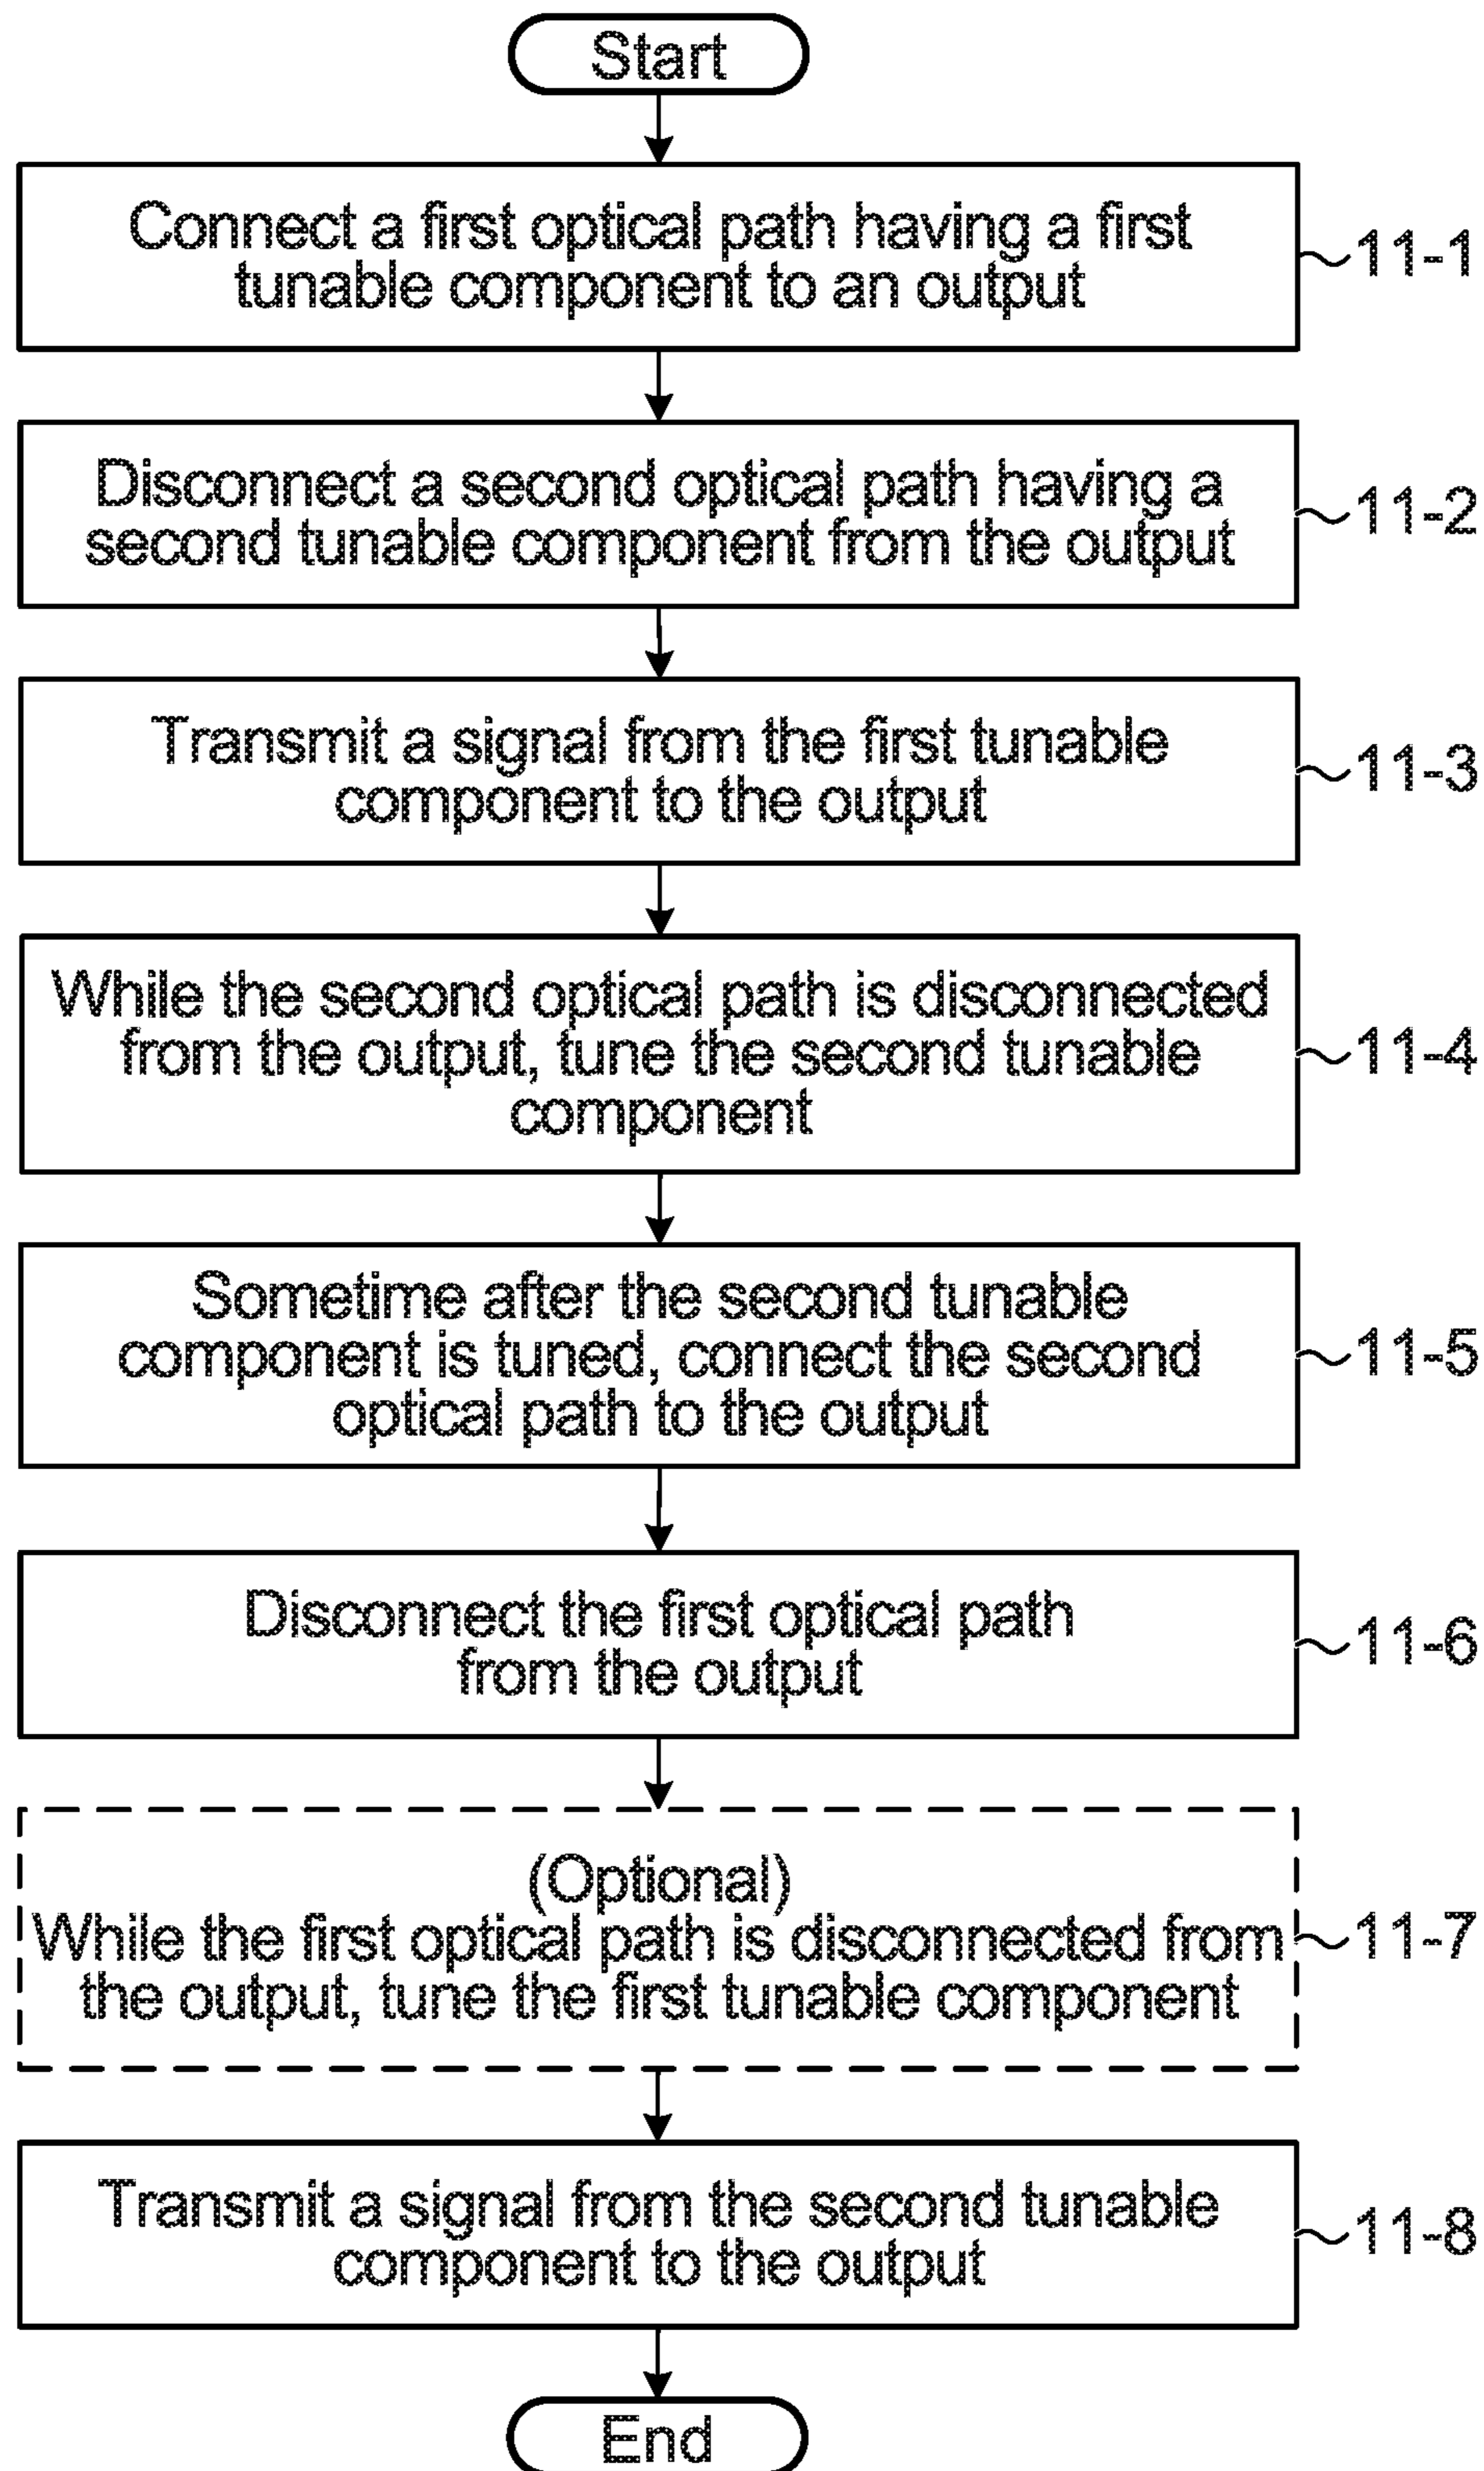 Start
Connect a first optical path having a first
tunable component to an output
11-1
Disconnect a second optical path having a
second tunable component from the output
11-2
Transmit a signal from the first tunable
component to the output
11-3
While the second optical path is disconnected
from the output, tune the second tunable
component
11-4
Sometime after the second tunable
component is tuned, connect the second
optical path to the output
11-5
Disconnect the first optical path
from the output
11-6
(Optional)
While the first optical path is disconnected from
the output, tune the first tunable component
11-7
Transmit a signal from the second tunable
component to the output
11-8
End